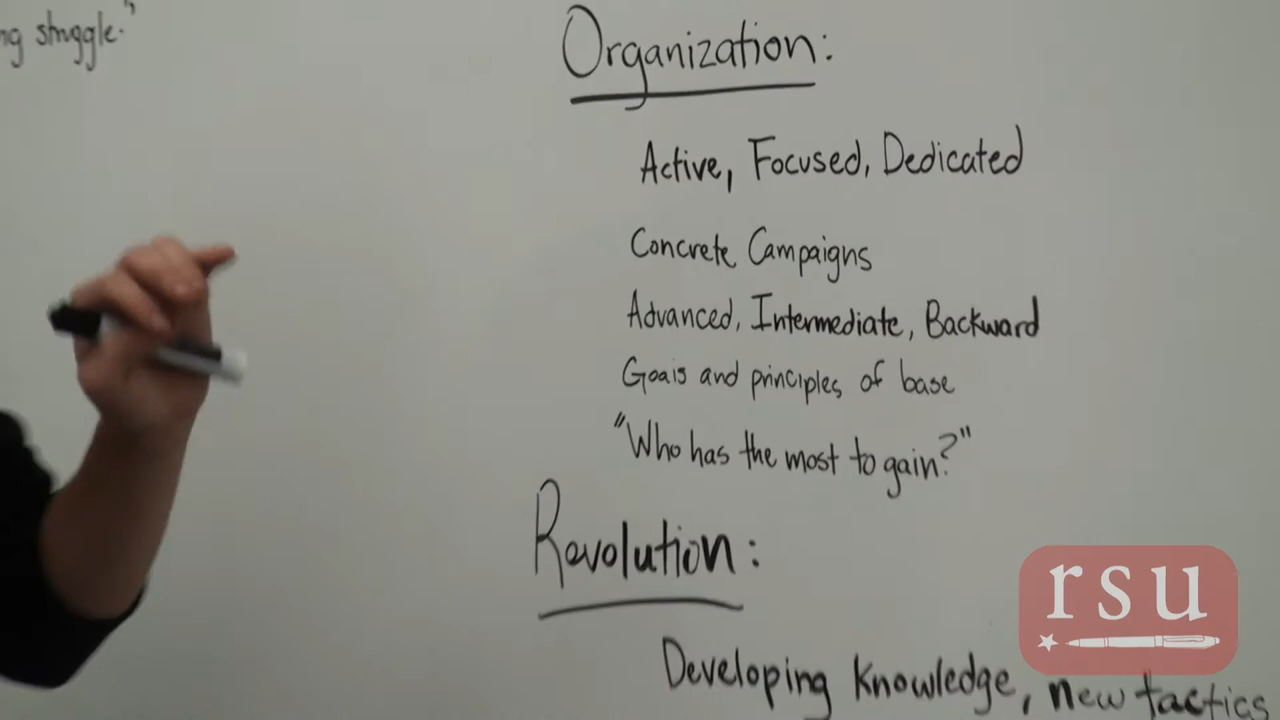 ng struggle."
Organization:
Active, Focused, Dedicated
Concrete Campaigns
Advanced, Intermediate, Backward
Goals and principles of base
"Who has the most to gain?"
Revolution:
rsu
Developing Knowledge, new tactics